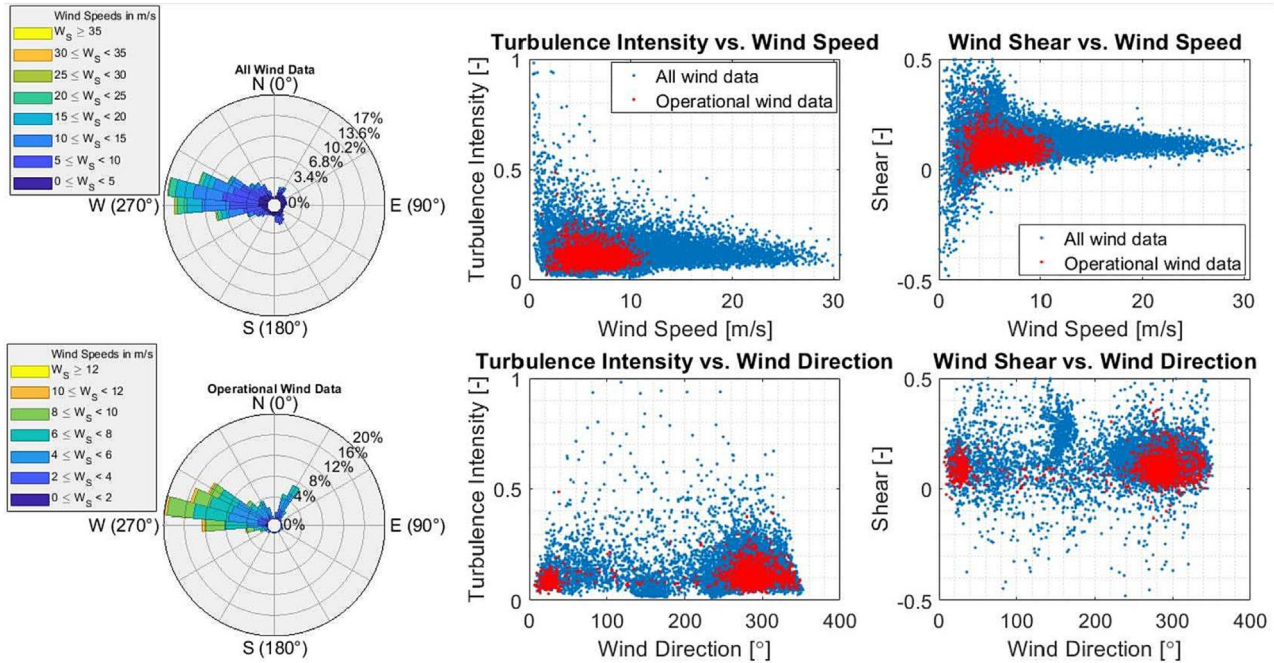 Wind Speeds in m/s
W_S ≥ 35
30 ≤ W_S < 35
25 ≤ W_S < 30
20 ≤ W_S < 25
15 ≤ W_S < 20
10 ≤ W_S < 15
5 ≤ W_S < 10
0 ≤ W_S < 5
All Wind Data
N (0°)
17%
13.6%
10.2%
6.8%
3.4%
0%
W (270°)
E (90°)
S (180°)
Turbulence Intensity vs. Wind Speed
Turbulence Intensity [-]
1
0.5
0
All wind data
Operational wind data
0 10 20 30
Wind Speed [m/s]
Wind Shear vs. Wind Speed
Shear [-]
0.5
0
-0.5
All wind data
Operational wind data
0 10 20 30
Wind Speed [m/s]
Wind Speeds in m/s
W_S ≥ 12
10 ≤ W_S < 12
8 ≤ W_S < 10
6 ≤ W_S < 8
4 ≤ W_S < 6
2 ≤ W_S < 4
0 ≤ W_S < 2
Operational Wind Data
N (0°)
20%
16%
12%
8%
4%
0%
W (270°)
E (90°)
S (180°)
Turbulence Intensity vs. Wind Direction
Turbulence Intensity [-]
1
0.5
0
0 100 200 300 400
Wind Direction [°]
Wind Shear vs. Wind Direction
Shear [-]
0.5
0
-0.5
0 100 200 300 400
Wind Direction [°]